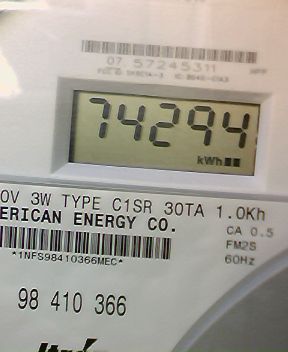 07 57245311
74294
kWh
0V 3W TYPE C1SR 30TA 1.0Kh
ERICAN ENERGY CO.
CA 0.5
FM2S
60Hz
*1NFS98410366MEC*
98 410 366